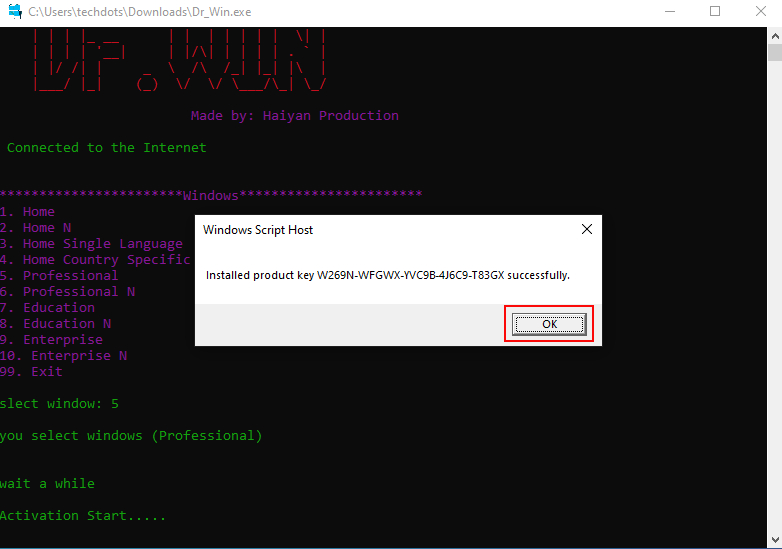 C:\Users\techdots\Downloads\Dr_Win.exe
Dr. WIN
Made by: Haiyan Production
Connected to the Internet
***********************Windows***********************
1. Home
2. Home N
3. Home Single Language
4. Home Country Specific
5. Professional
6. Professional N
7. Education
8. Education N
9. Enterprise
10. Enterprise N
99. Exit
slect window: 5
you select windows (Professional)
wait a while
Activation Start.....
Windows Script Host
Installed product key W269N-WFGWX-YVC9B-4J6C9-T83GX successfully.
OK